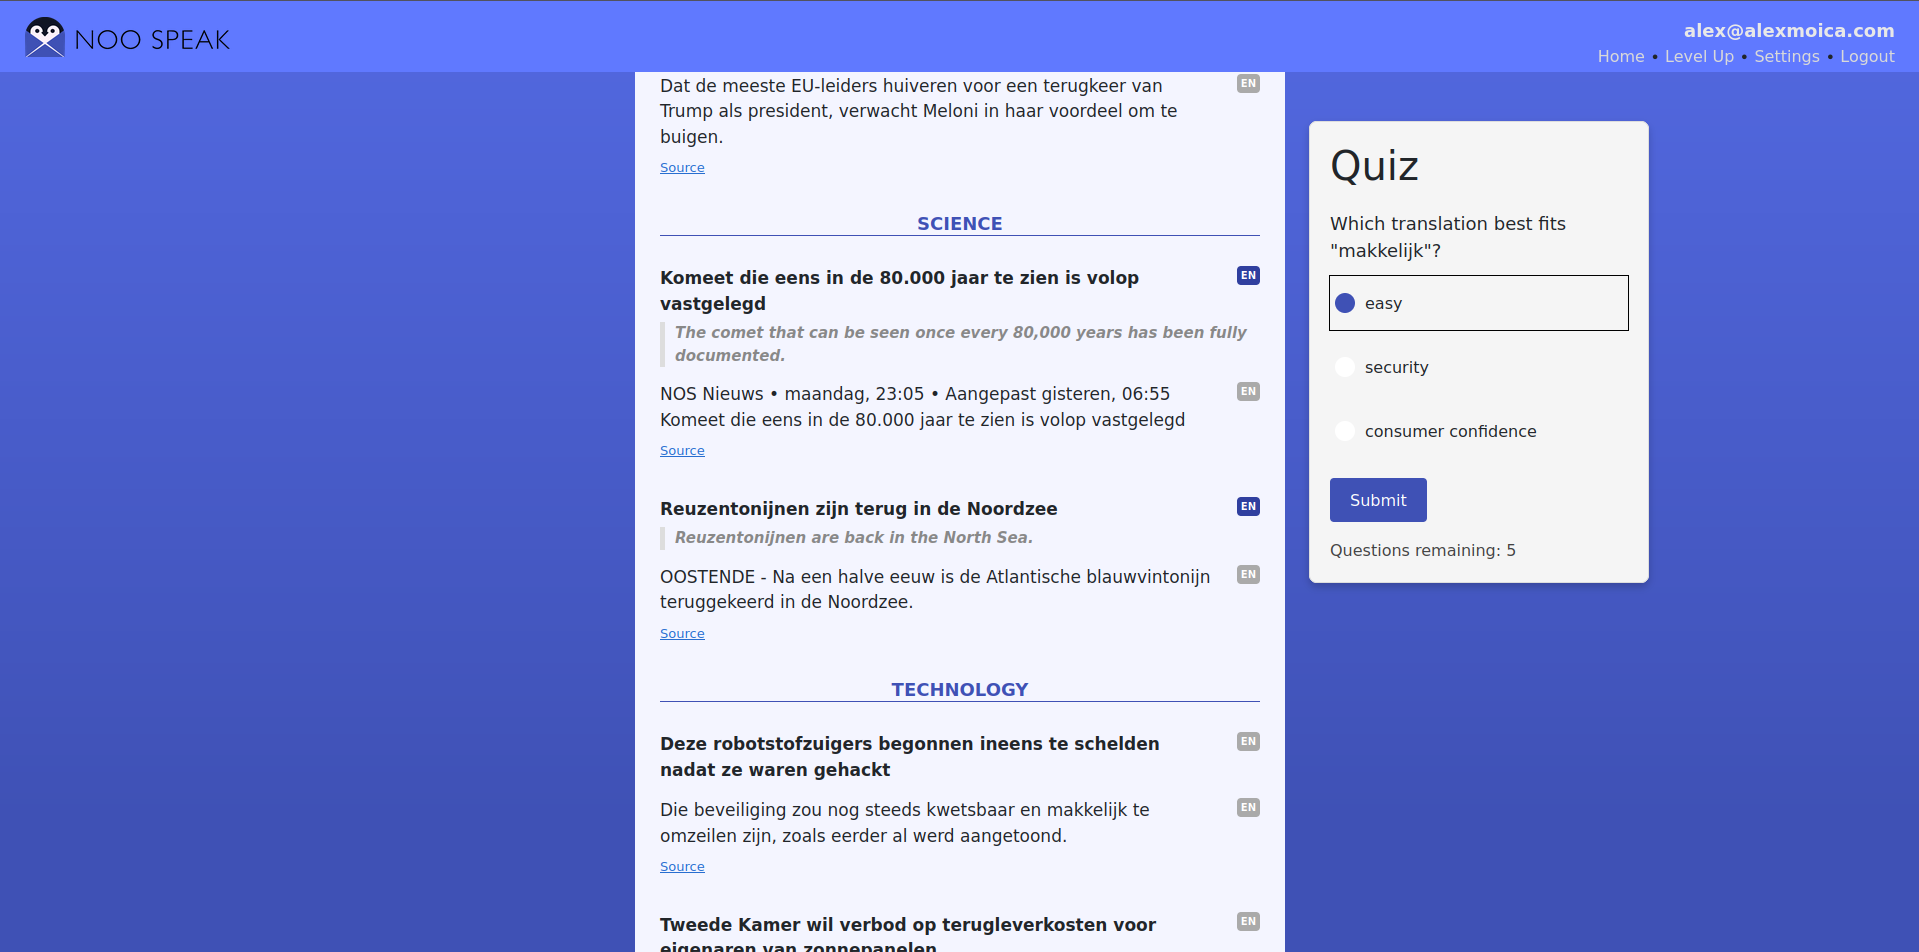 NOO SPEAK
alex@alexmoica.com
Home • Level Up • Settings • Logout
Dat de meeste EU-leiders huiveren voor een terugkeer van
EN
Trump als president, verwacht Meloni in haar voordeel om te
buigen.
Source
SCIENCE
Komeet die eens in de 80.000 jaar te zien is volop
EN
vastgelegd
The comet that can be seen once every 80,000 years has been fully
documented.
NOS Nieuws • maandag, 23:05 • Aangepast gisteren, 06:55
EN
Komeet die eens in de 80.000 jaar te zien is volop vastgelegd
Source
Reuzentonijnen zijn terug in de Noordzee
EN
Reuzentonijnen are back in the North Sea.
OOSTENDE - Na een halve eeuw is de Atlantische blauwvintonijn
EN
teruggekeerd in de Noordzee.
Source
TECHNOLOGY
Deze robotstofzuigers begonnen ineens te schelden
EN
nadat ze waren gehackt
Die beveiliging zou nog steeds kwetsbaar en makkelijk te
EN
omzeilen zijn, zoals eerder al werd aangetoond.
Source
Tweede Kamer wil verbod op terugleverkosten voor
EN
eigenaren van zonnepanelen
Quiz
Which translation best fits
"makkelijk"?
easy
security
consumer confidence
Submit
Questions remaining: 5